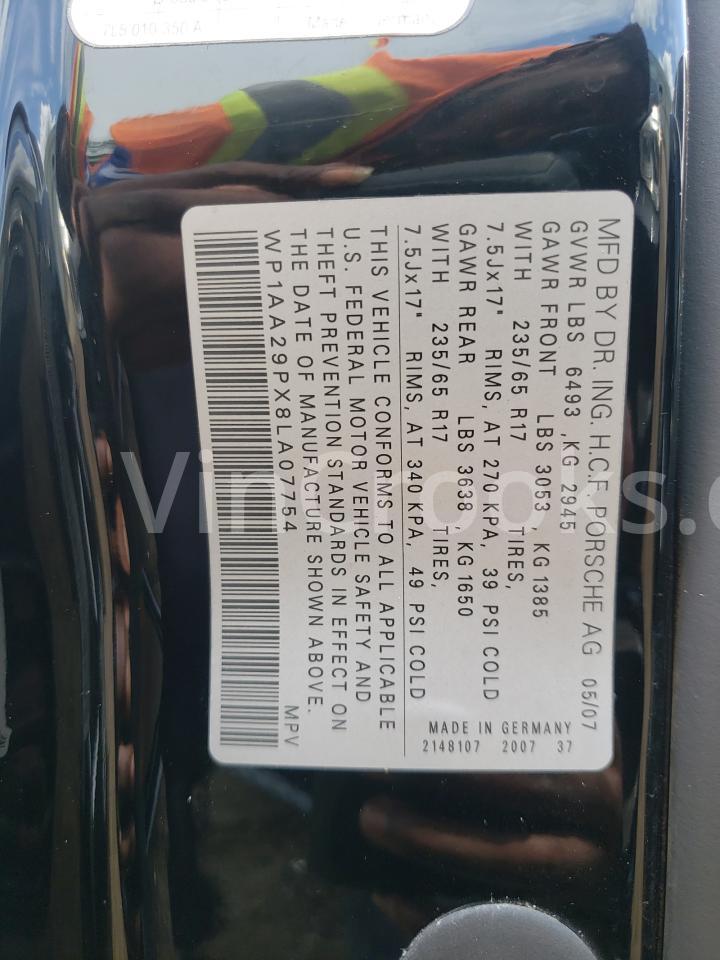 7L5 010 350 A Made Germany
MFD BY DR. ING. H.C.F. PORSCHE AG 05/07
GVWR LBS 6493 ,KG 2945
GAWR FRONT LBS 3053 , KG 1385
WITH 235/65 R17 TIRES,
7.5Jx17" RIMS, AT 270 KPA, 39 PSI COLD
GAWR REAR LBS 3638 , KG 1650
WITH 235/65 R17 TIRES,
7.5Jx17" RIMS, AT 340 KPA, 49 PSI COLD
THIS VEHICLE CONFORMS TO ALL APPLICABLE
U.S. FEDERAL MOTOR VEHICLE SAFETY AND
THEFT PREVENTION STANDARDS IN EFFECT ON
THE DATE OF MANUFACTURE SHOWN ABOVE.
WP1AA29PX8LA07754 MPV
MADE IN GERMANY
2148107 2007 37
VinCrooks.c